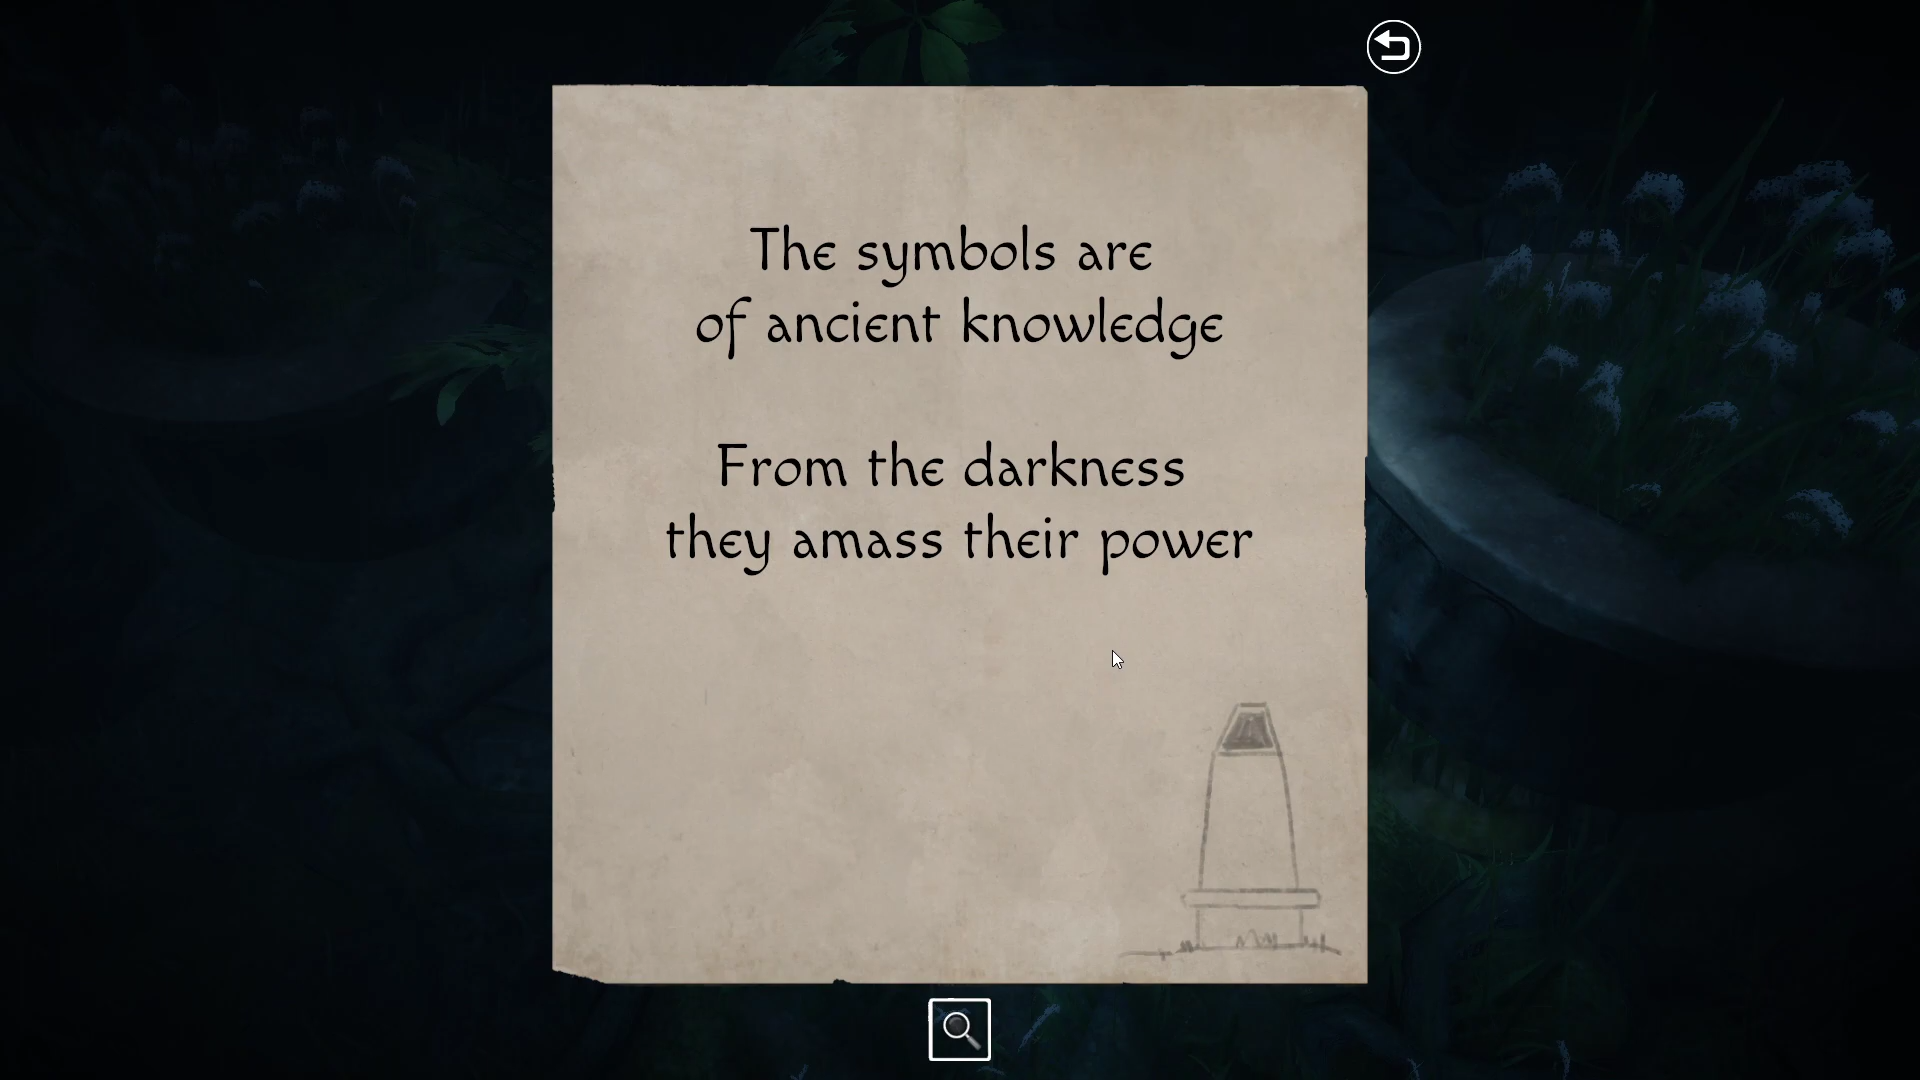 The symbols are
of ancient knowledge
From the darkness
they amass their power